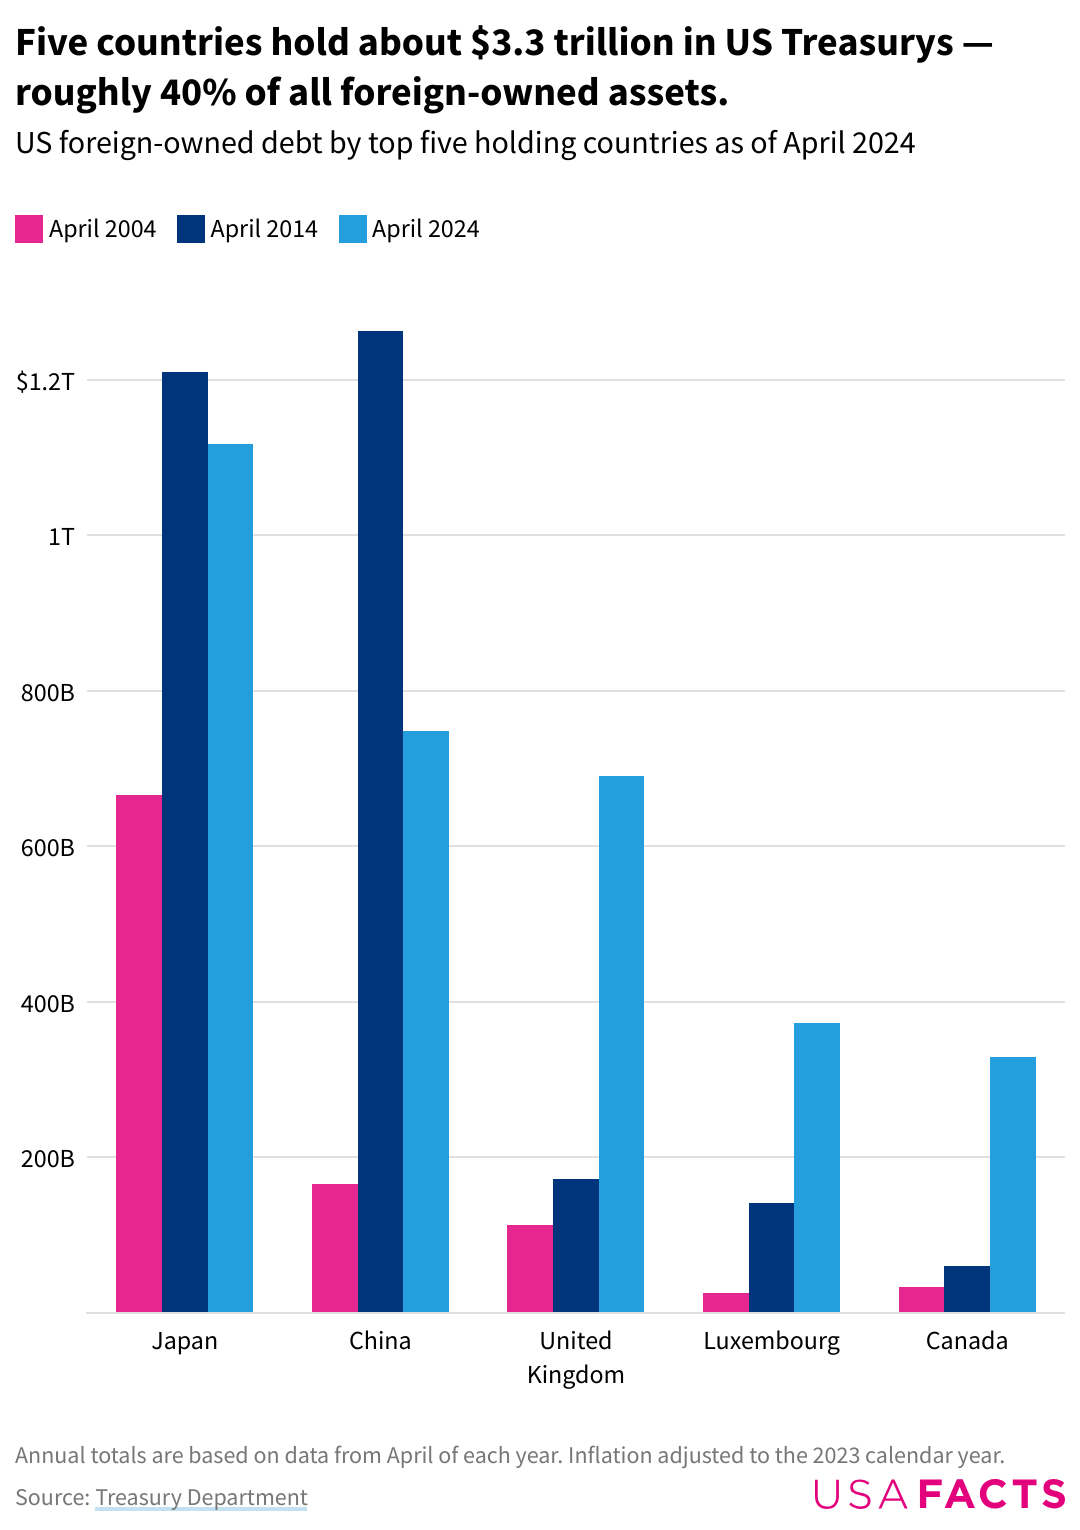 Five countries hold about $3.3 trillion in US Treasurys —
roughly 40% of all foreign-owned assets.
US foreign-owned debt by top five holding countries as of April 2024
April 2004 April 2014 April 2024
$1.2T
1T
800B
600B
400B
200B
Japan China United Kingdom Luxembourg Canada
Annual totals are based on data from April of each year. Inflation adjusted to the 2023 calendar year.
Source: Treasury Department
USAFACTS